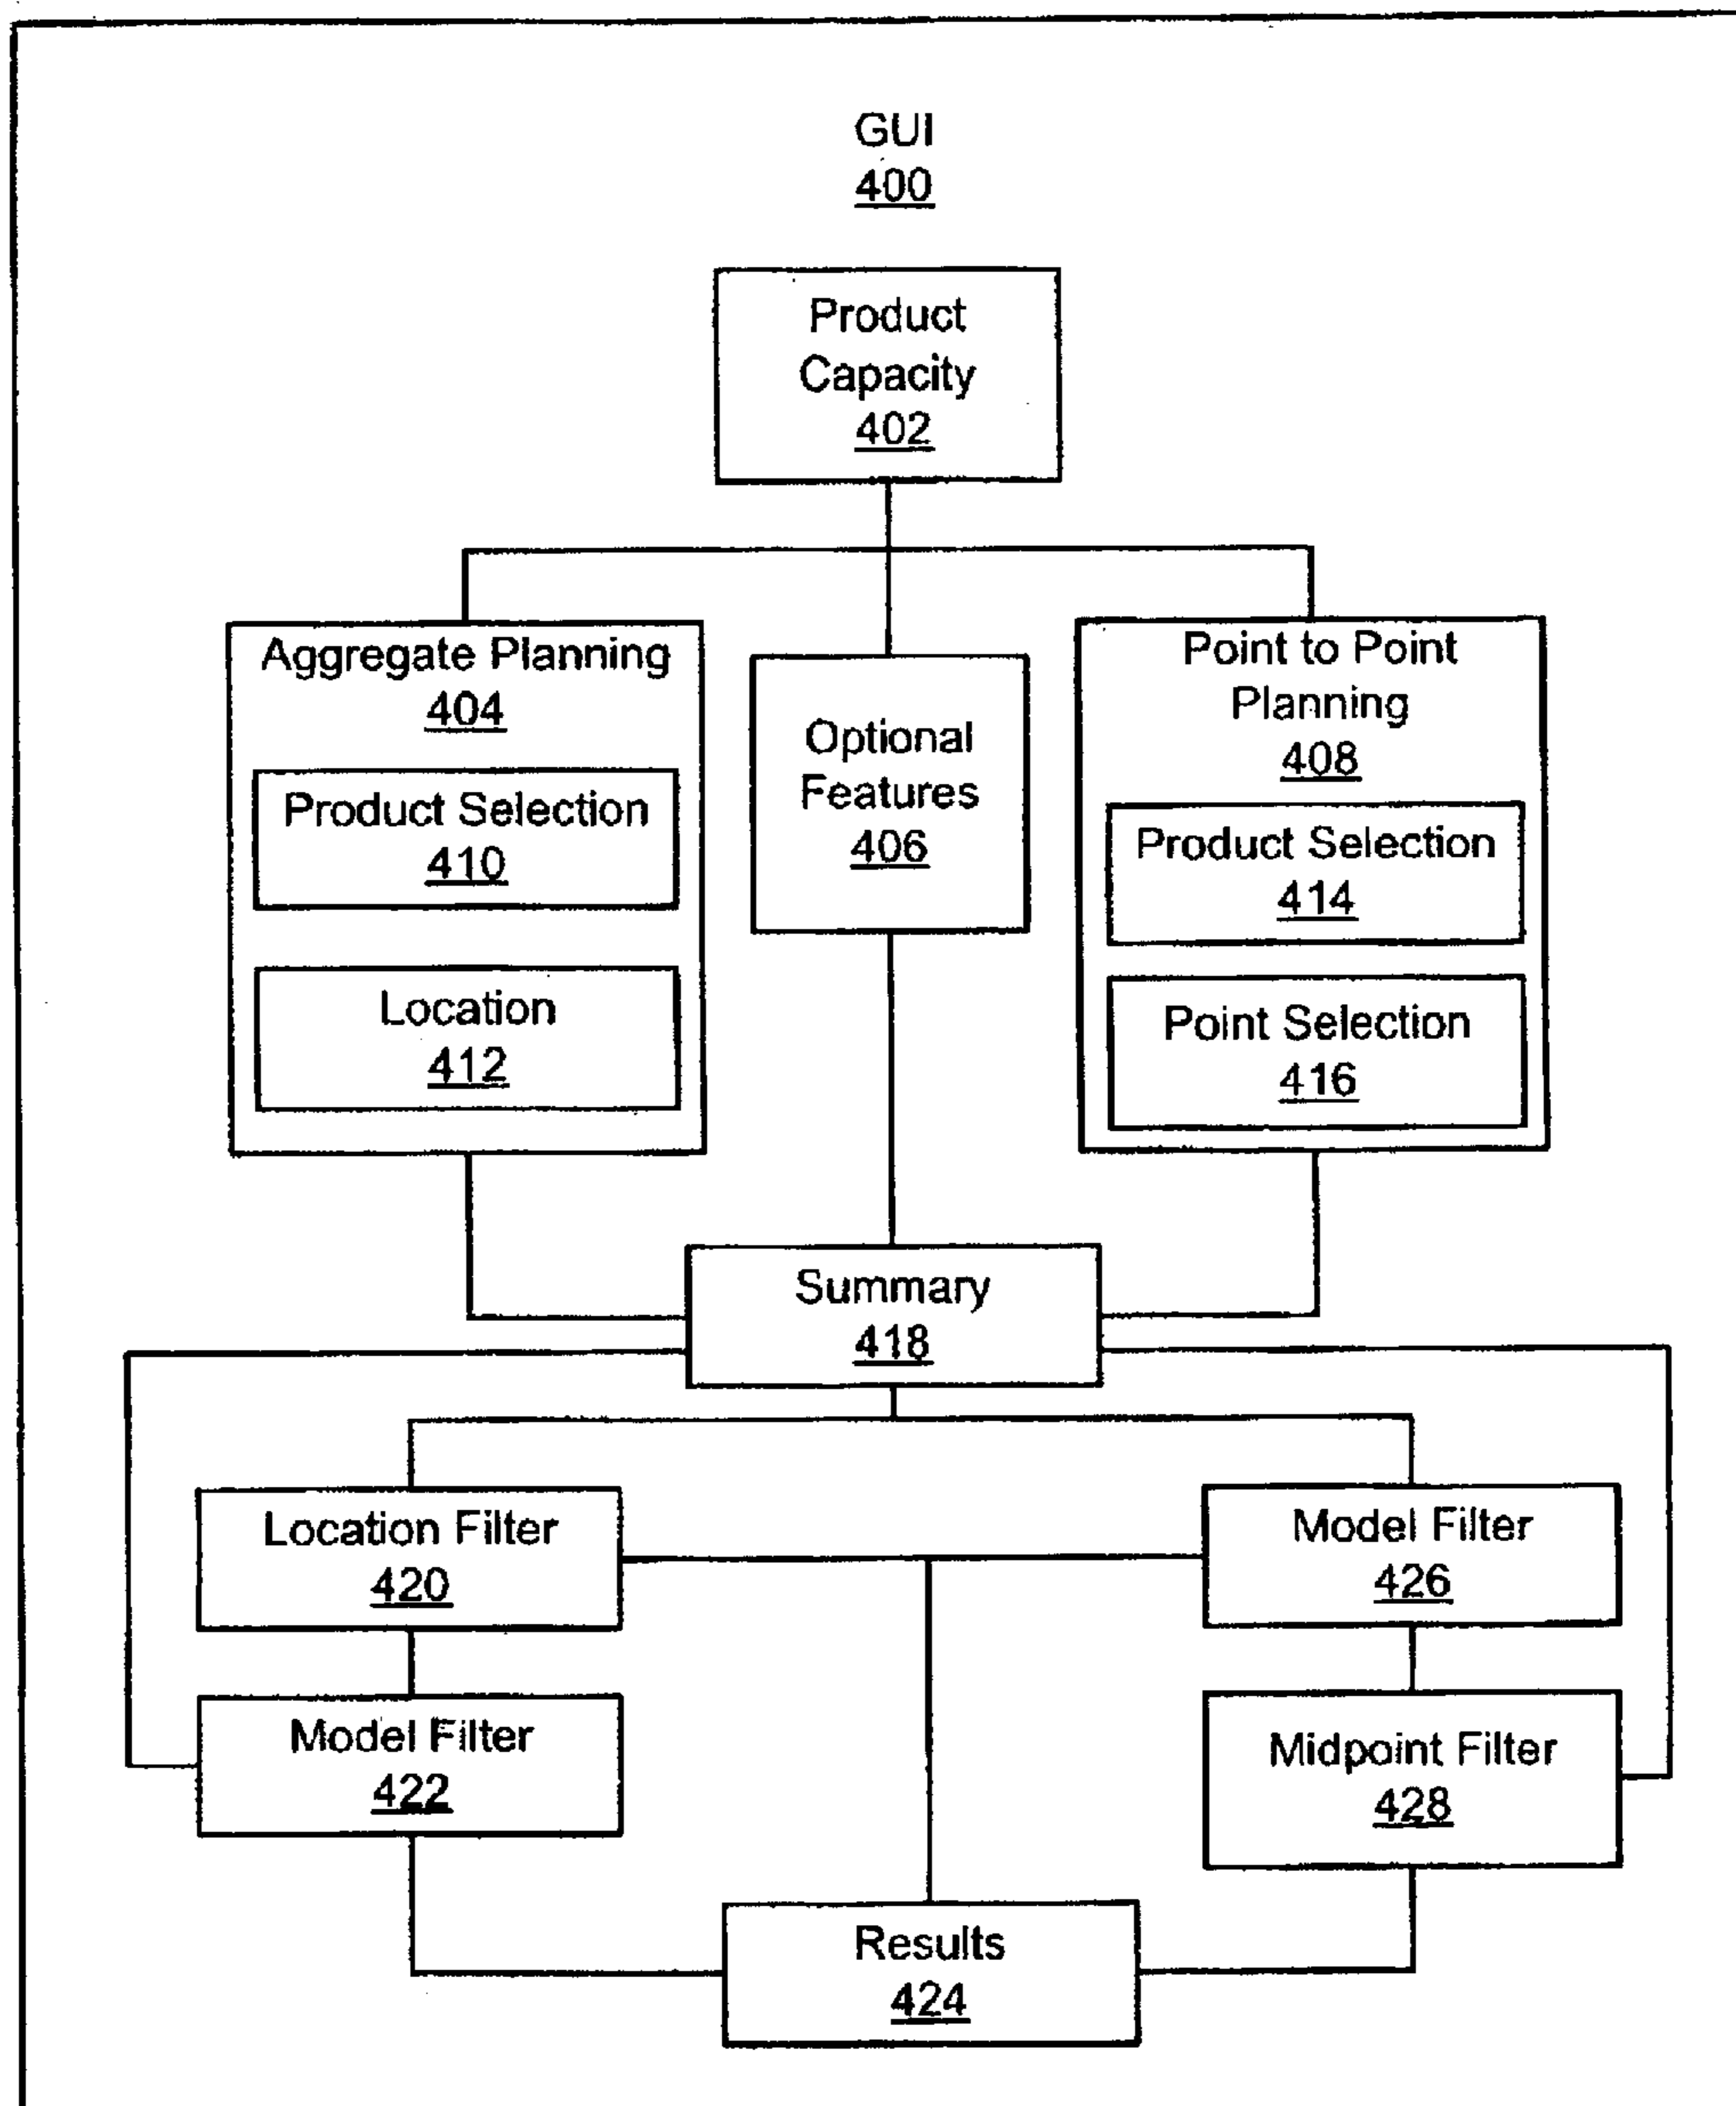 GUI
400
Product
Capacity
402
Aggregate Planning
404
Product Selection
410
Location
412
Optional
Features
406
Point to Point
Planning
408
Product Selection
414
Point Selection
416
Summary
418
Location Filter
420
Model Filter
422
Model Filter
426
Midpoint Filter
428
Results
424